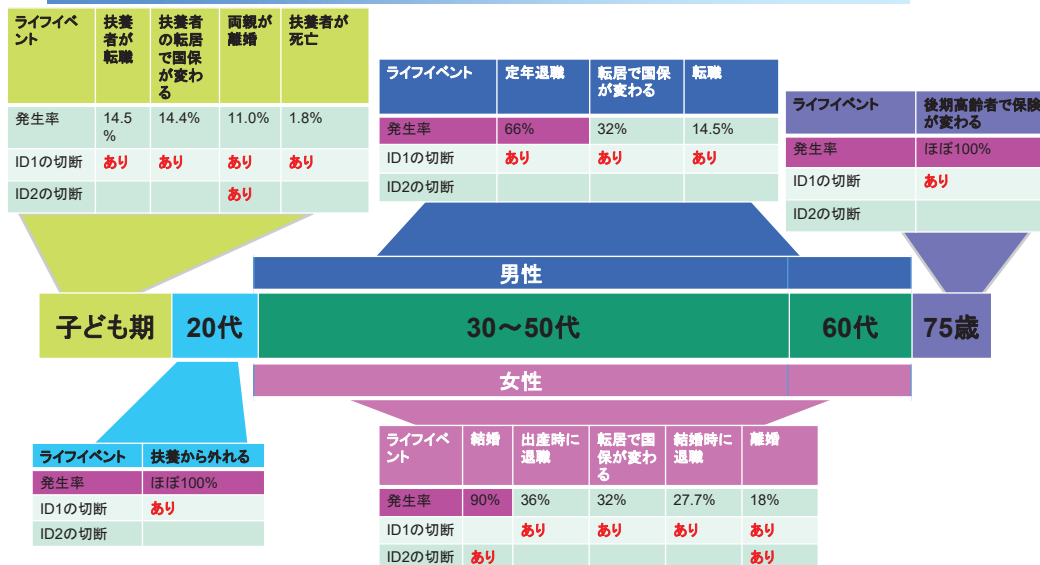 ライフイベント 扶養者が転職 扶養者の転居で国保が変わる 両親が離婚 扶養者が死亡
発生率 14.5% 14.4% 11.0% 1.8%
ID1の切断 あり あり あり あり
ID2の切断 あり
ライフイベント 定年退職 転居で国保が変わる 転職
発生率 66% 32% 14.5%
ID1の切断 あり あり あり
ID2の切断
ライフイベント 後期高齢者で保険が変わる
発生率 ほぼ100%
ID1の切断 あり
ID2の切断
男性
子ども期 20代 30～50代 60代 75歳
女性
ライフイベント 扶養から外れる
発生率 ほぼ100%
ID1の切断 あり
ID2の切断
ライフイベント 結婚 出産時に退職 転居で国保が変わる 結婚時に退職 離婚
発生率 90% 36% 32% 27.7% 18%
ID1の切断 あり あり あり あり
ID2の切断 あり あり